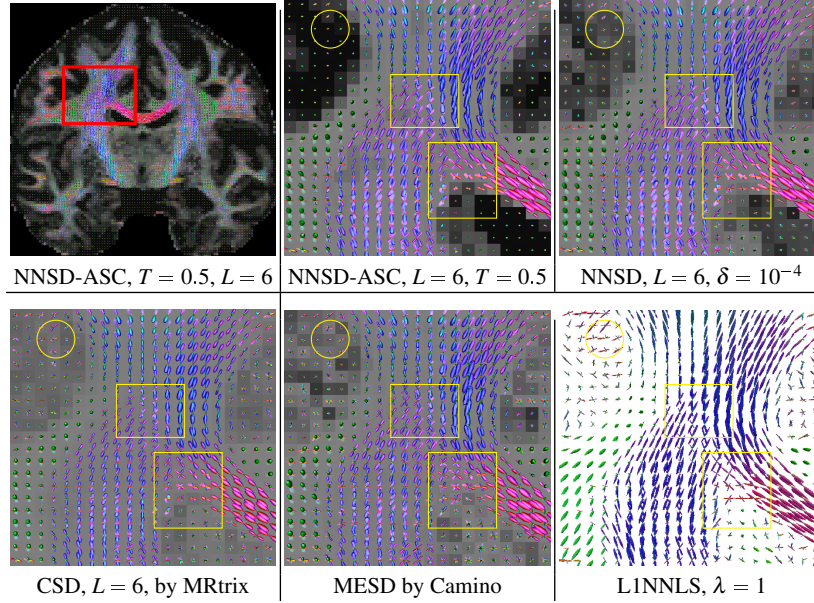 NNSD-ASC, T = 0.5, L = 6
NNSD-ASC, L = 6, T = 0.5
NNSD, L = 6, δ = 10⁻⁴
CSD, L = 6, by MRtrix
MESD by Camino
L1NNLS, λ = 1